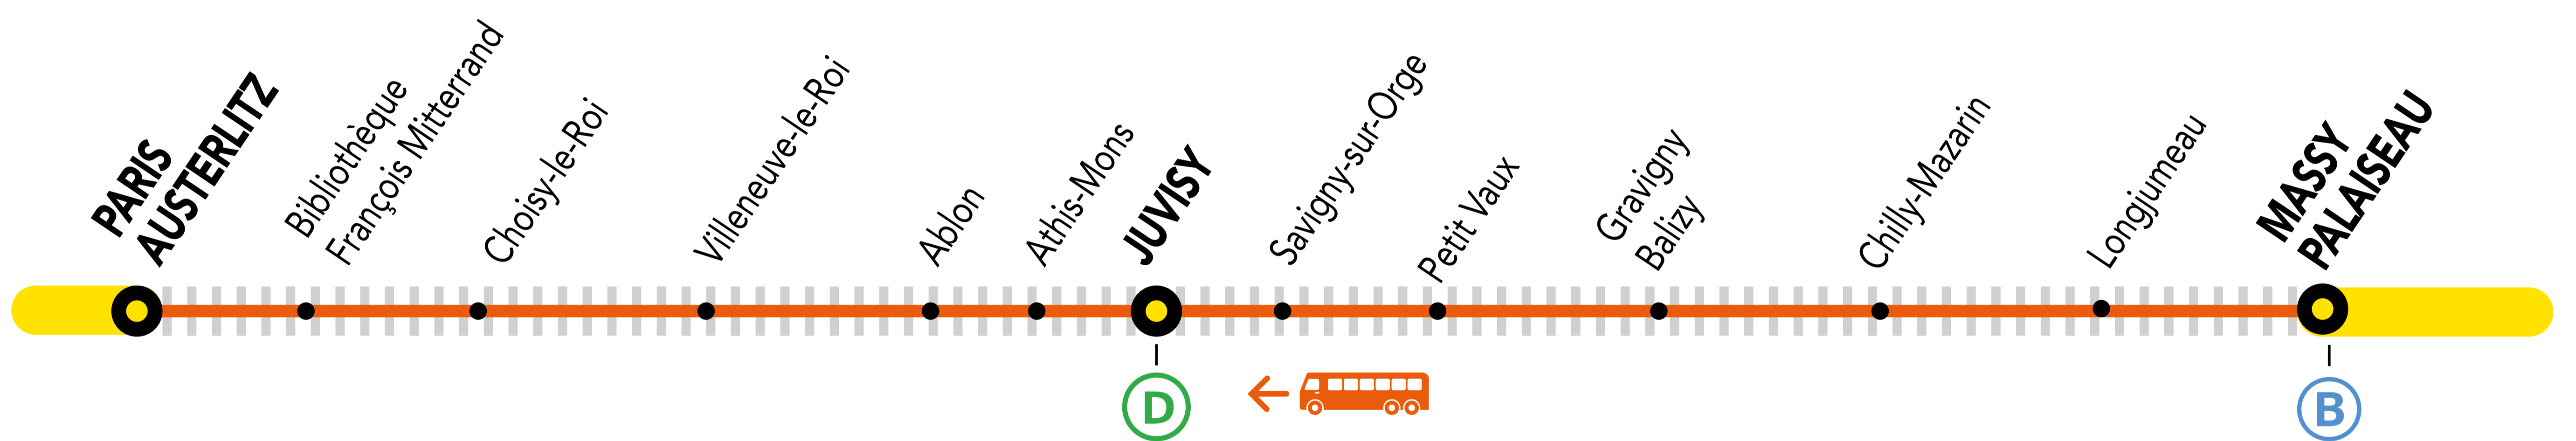 PARIS
AUSTERLITZ
Bibliothèque
François Mitterrand
Choisy-le-Roi
Villeneuve-le-Roi
Ablon
Athis-Mons
JUVISY
Savigny-sur-Orge
Petit Vaux
Gravigny
Balizy
Chilly-Mazarin
Longjumeau
MASSY
PALAISEAU
D
B